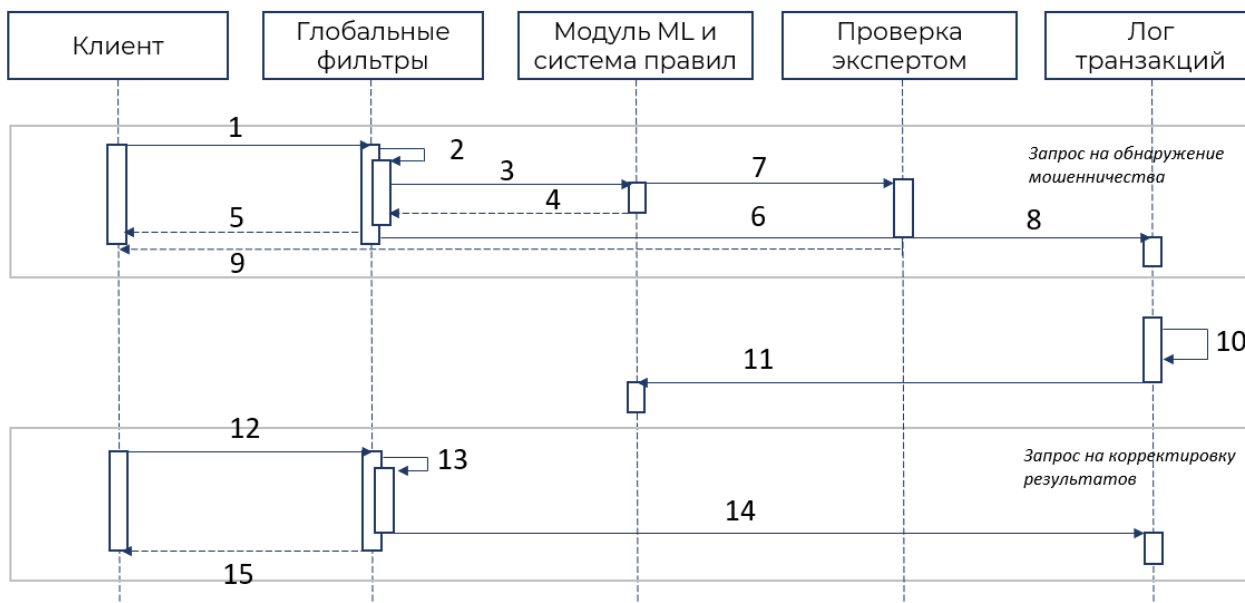 Клиент
Глобальные
фильтры
Модуль ML и
система правил
Проверка
экспертом
Лог
транзакций
1
2
3
7
Запрос на обнаружение
мошенничества
4
5
6
8
9
10
11
12
13
Запрос на корректировку
результатов
14
15